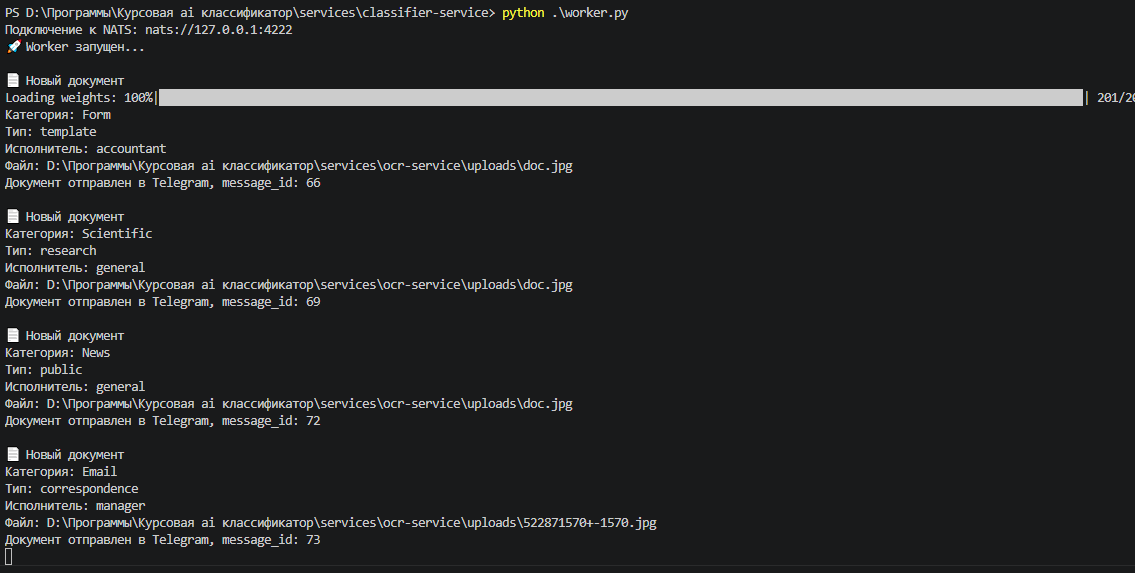 PS D:\Программы\Курсовая ai классификатор\services\classifier-service> python .\worker.py
Подключение к NATS: nats://127.0.0.1:4222
🚀 Worker запущен...
📄 Новый документ
Loading weights: 100%| | 201/20
Категория: Form
Тип: template
Исполнитель: accountant
Файл: D:\Программы\Курсовая ai классификатор\services\ocr-service\uploads\doc.jpg
Документ отправлен в Telegram, message_id: 66
📄 Новый документ
Категория: Scientific
Тип: research
Исполнитель: general
Файл: D:\Программы\Курсовая ai классификатор\services\ocr-service\uploads\doc.jpg
Документ отправлен в Telegram, message_id: 69
📄 Новый документ
Категория: News
Тип: public
Исполнитель: general
Файл: D:\Программы\Курсовая ai классификатор\services\ocr-service\uploads\doc.jpg
Документ отправлен в Telegram, message_id: 72
📄 Новый документ
Категория: Email
Тип: correspondence
Исполнитель: manager
Файл: D:\Программы\Курсовая ai классификатор\services\ocr-service\uploads\522871570+-1570.jpg
Документ отправлен в Telegram, message_id: 73